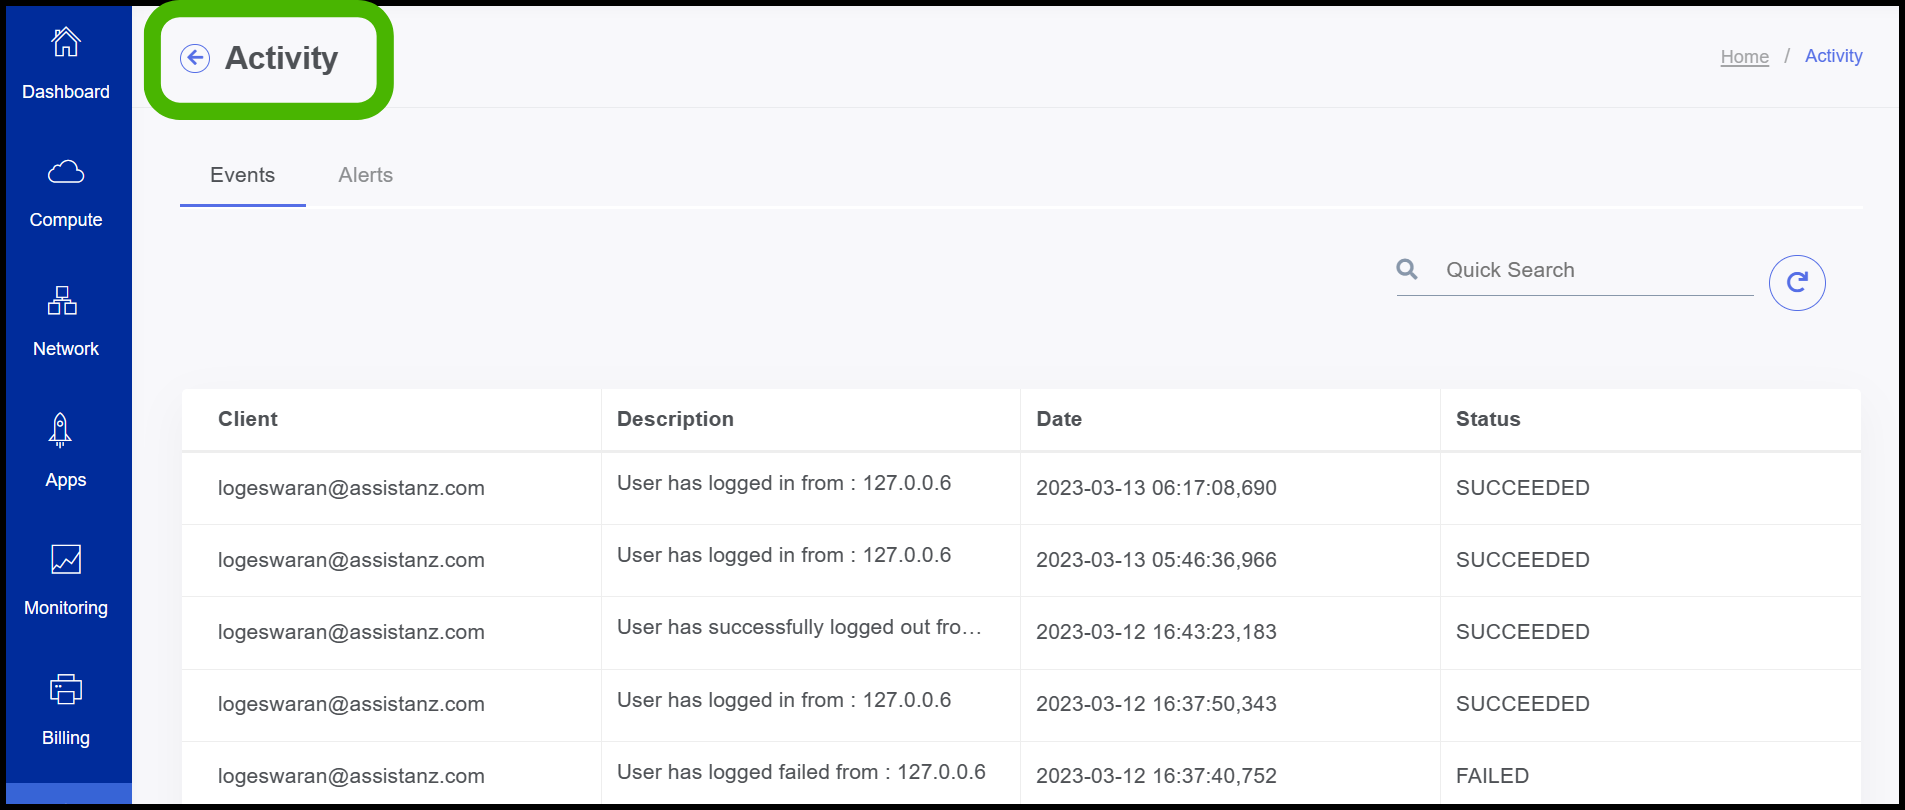 Dashboard
Compute
Network
Apps
Monitoring
Billing
Activity
Home / Activity
Events Alerts
Quick Search
Client Description Date Status
logeswaran@assistanz.com User has logged in from : 127.0.0.6 2023-03-13 06:17:08,690 SUCCEEDED
logeswaran@assistanz.com User has logged in from : 127.0.0.6 2023-03-13 05:46:36,966 SUCCEEDED
logeswaran@assistanz.com User has successfully logged out fro... 2023-03-12 16:43:23,183 SUCCEEDED
logeswaran@assistanz.com User has logged in from : 127.0.0.6 2023-03-12 16:37:50,343 SUCCEEDED
logeswaran@assistanz.com User has logged failed from : 127.0.0.6 2023-03-12 16:37:40,752 FAILED